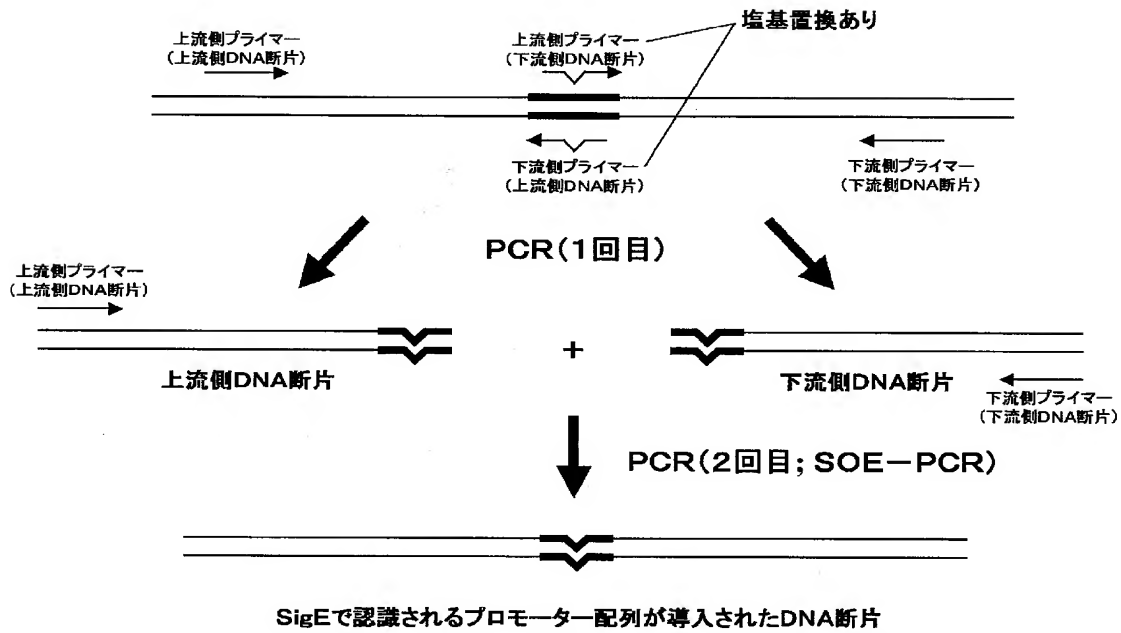 塩基置換あり
上流側プライマー
(上流側DNA断片)
上流側プライマー
(下流側DNA断片)
下流側プライマー
(上流側DNA断片)
下流側プライマー
(下流側DNA断片)
PCR(1回目)
上流側プライマー
(上流側DNA断片)
+
上流側DNA断片
下流側DNA断片
下流側プライマー
(下流側DNA断片)
PCR(2回目; SOE－PCR)
SigEで認識されるプロモーター配列が導入されたDNA断片